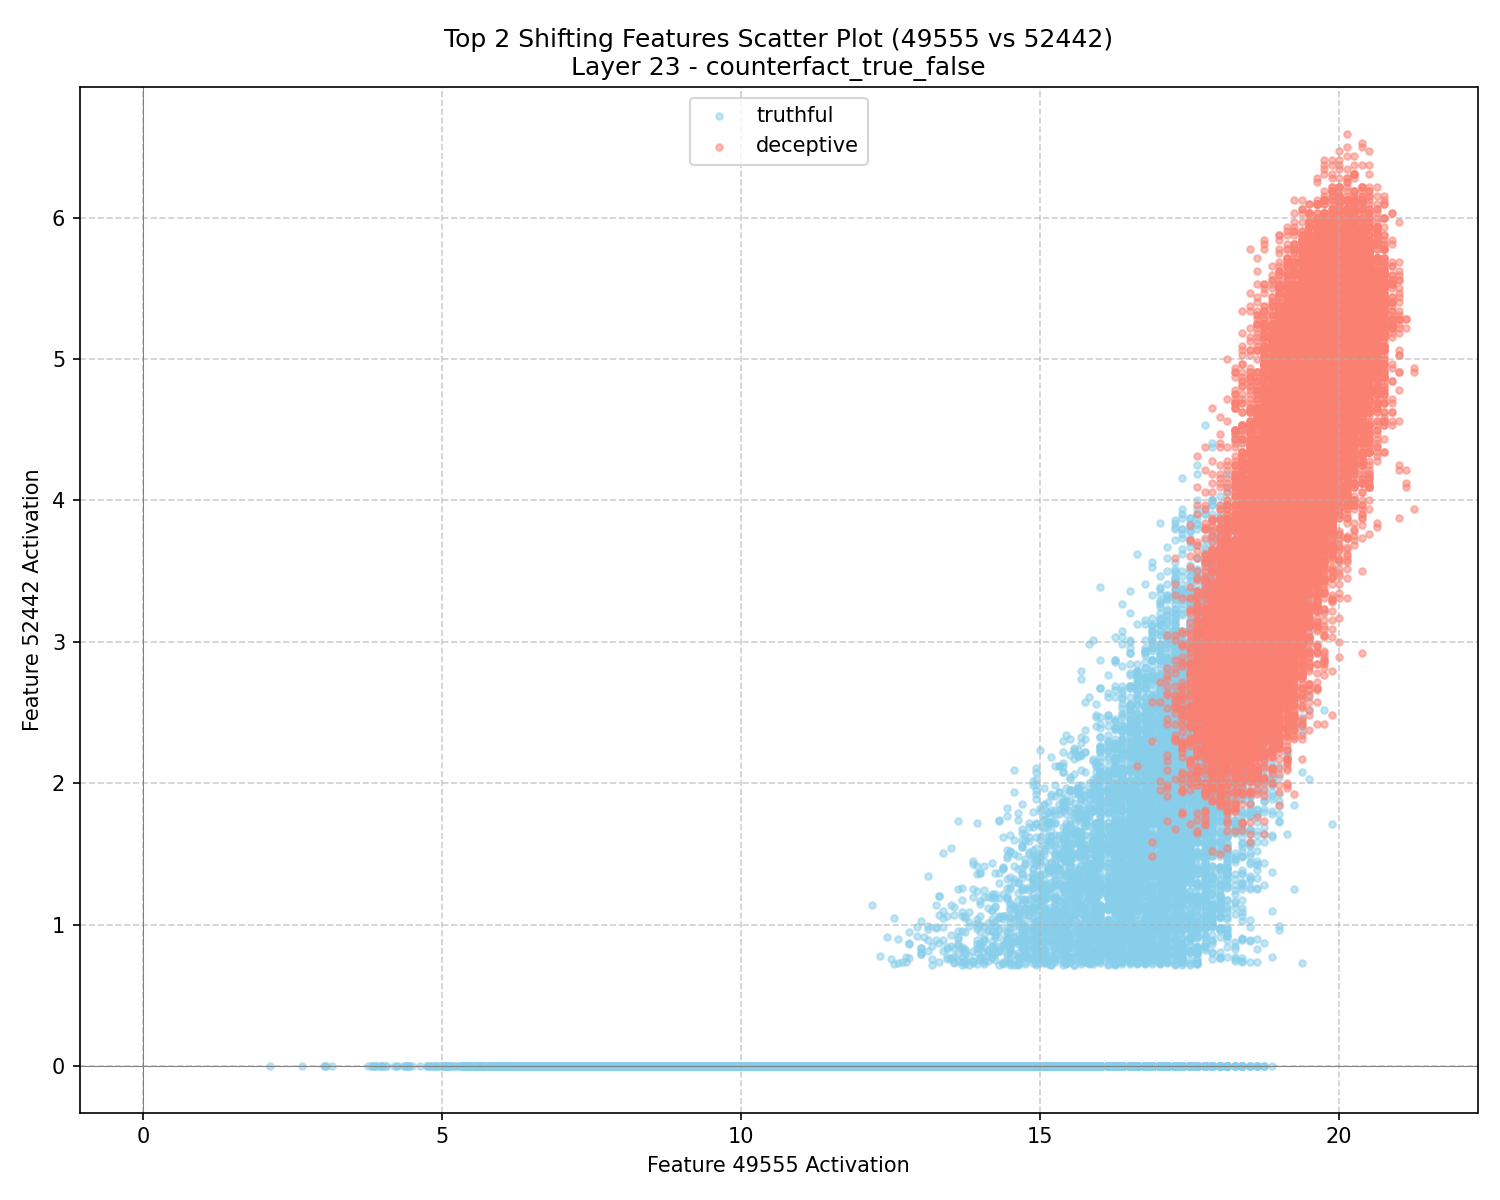 Top 2 Shifting Features Scatter Plot (49555 vs 52442)
Layer 23 - counterfact_true_false
truthful
deceptive
6
5
4
3
2
1
0
Feature 52442 Activation
0 5 10 15 20
Feature 49555 Activation